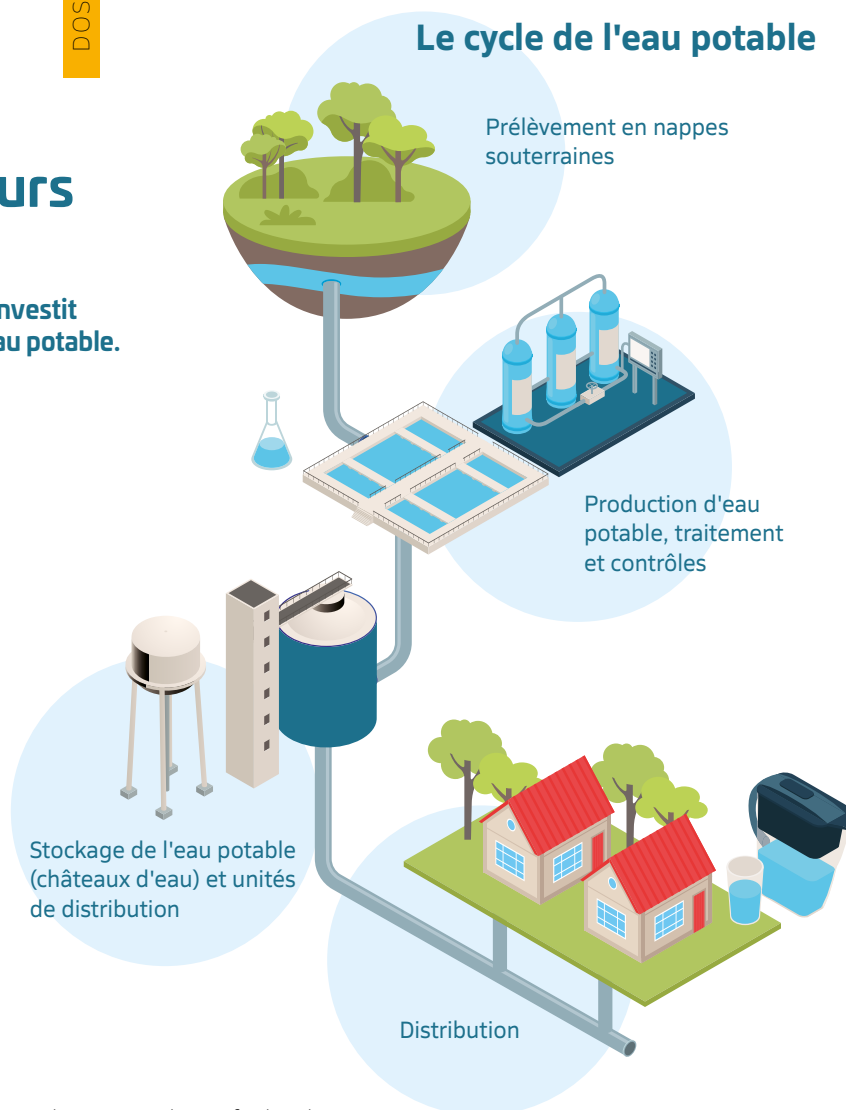 DOS
Le cycle de l'eau potable
Prélèvement en nappes
souterraines
urs
nvestit
au potable.
Production d'eau
potable, traitement
et contrôles
Stockage de l'eau potable
(châteaux d'eau) et unités
de distribution
Distribution